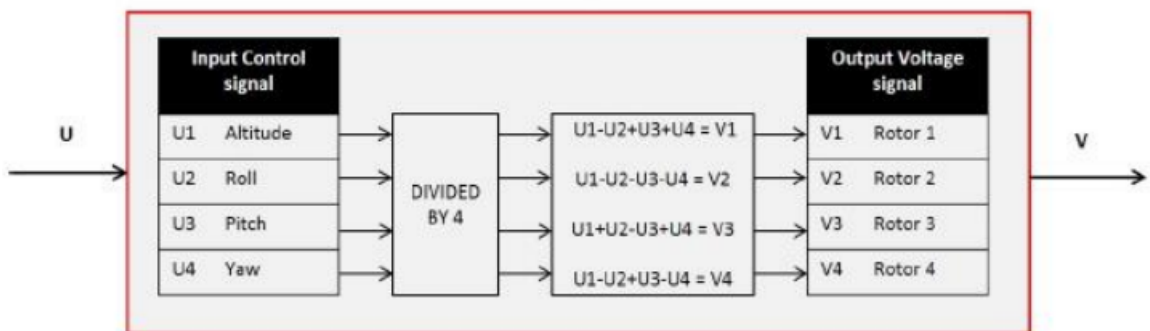 Input Control
signal
Output Voltage
signal
U
V
U1 Altitude
U2 Roll
U3 Pitch
U4 Yaw
DIVIDED
BY 4
U1-U2+U3+U4 = V1
U1-U2-U3-U4 = V2
U1+U2-U3+U4 = V3
U1-U2+U3-U4 = V4
V1 Rotor 1
V2 Rotor 2
V3 Rotor 3
V4 Rotor 4